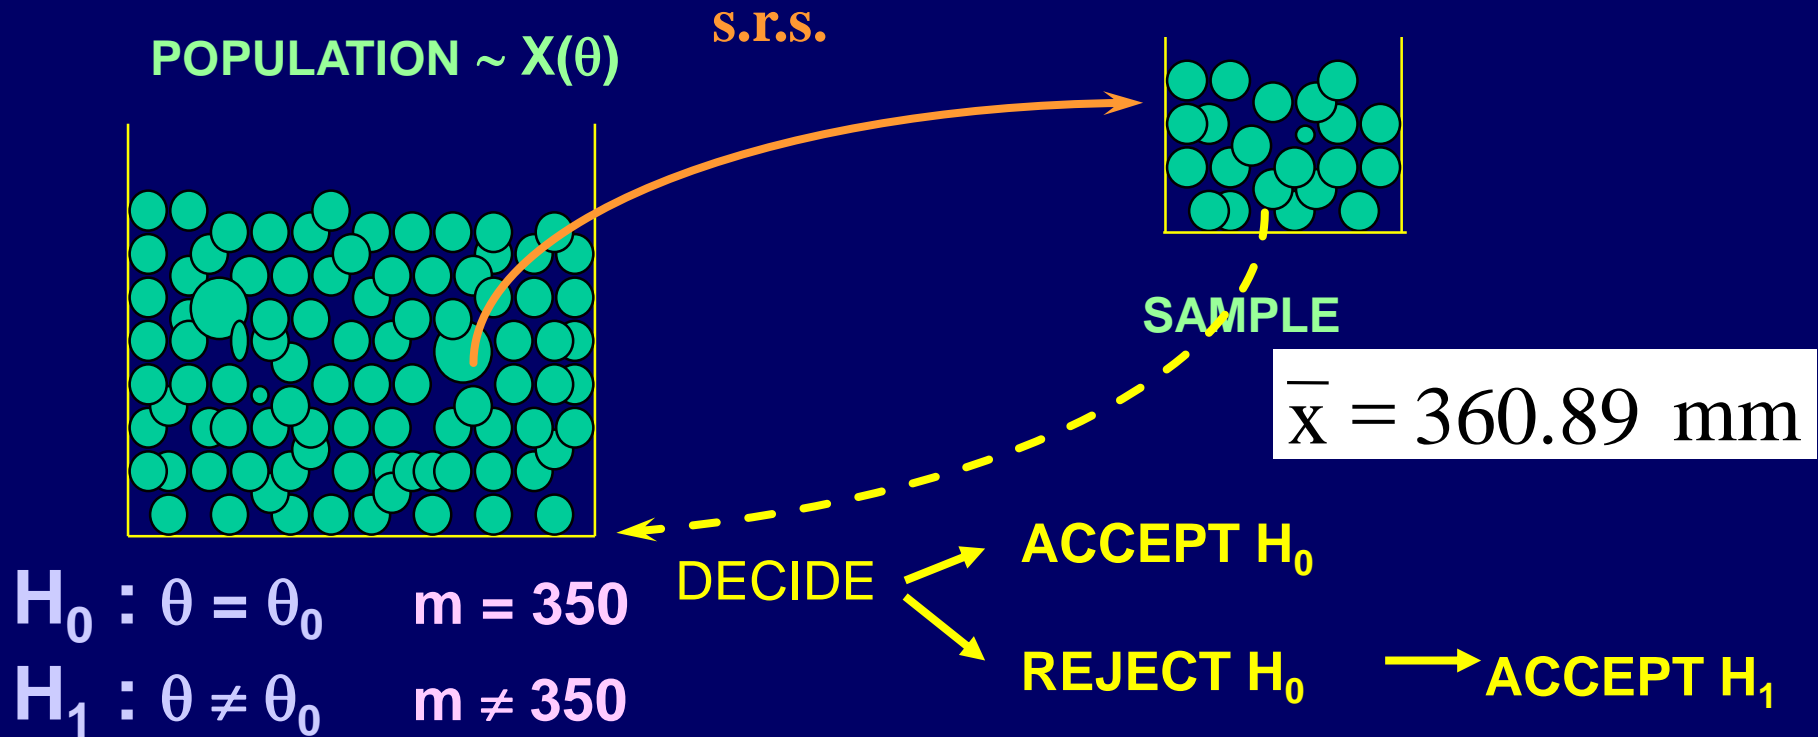 s.r.s.
POPULATION ~ X(θ)
SAMPLE
x̅ = 360.89 mm
DECIDE
ACCEPT H₀
REJECT H₀
ACCEPT H₁
H₀ : θ = θ₀ m = 350
H₁ : θ ≠ θ₀ m ≠ 350